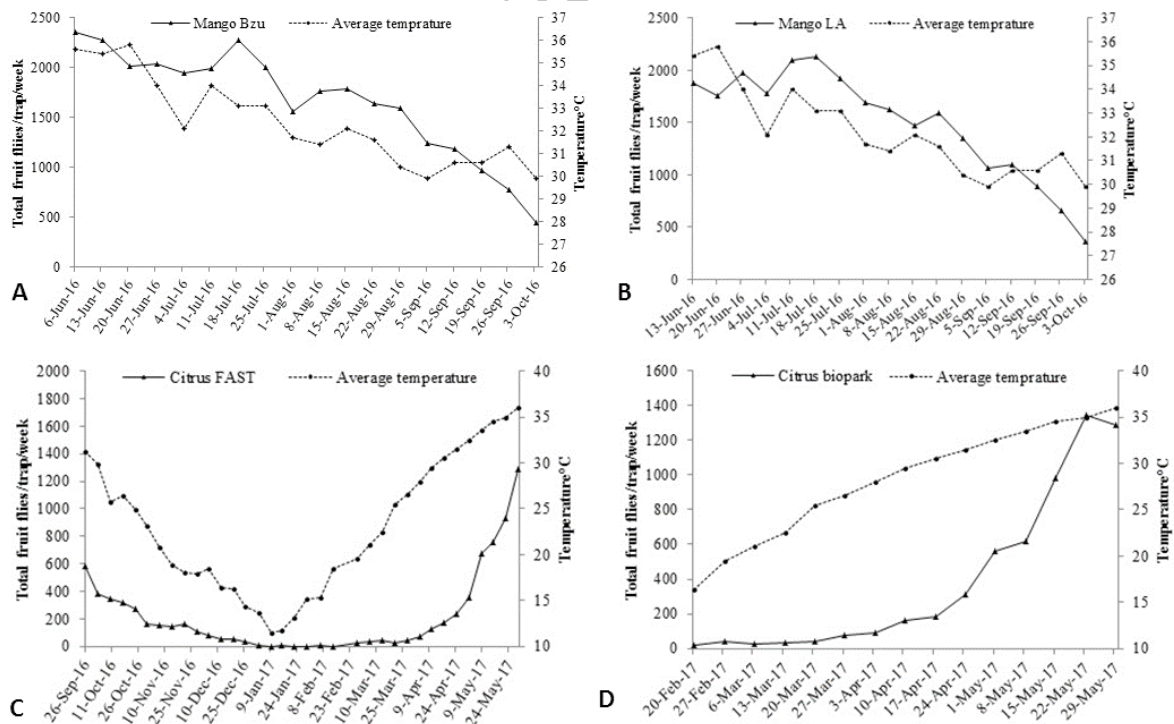 Mango Bzu
Average temprature
Total fruit fliies/trap/week
2500
2000
1500
1000
500
0
37
36
35
34
33
32
31
30
29
28
27
26
Temperature°C
6-Jun-16
13-Jun-16
20-Jun-16
27-Jun-16
4-Jul-16
11-Jul-16
18-Jul-16
25-Jul-16
1-Aug-16
8-Aug-16
15-Aug-16
22-Aug-16
29-Aug-16
5-Sep-16
12-Sep-16
19-Sep-16
26-Sep-16
3-Oct-16
A
Mango LA
Average temprature
Total fruit flies/trap/week
2500
2000
1500
1000
500
0
37
36
35
34
33
32
31
30
29
28
27
26
Temperature°C
13-Jun-16
20-Jun-16
27-Jun-16
4-Jul-16
11-Jul-16
18-Jul-16
25-Jul-16
1-Aug-16
8-Aug-16
15-Aug-16
22-Aug-16
29-Aug-16
5-Sep-16
12-Sep-16
19-Sep-16
26-Sep-16
3-Oct-16
B
Citrus FAST
Average temperature
Total fruit flies/trap/week
2000
1800
1600
1400
1200
1000
800
600
400
200
0
40
35
30
25
20
15
10
Temperature°C
26-Sep-16
11-Oct-16
26-Oct-16
10-Nov-16
25-Nov-16
10-Dec-16
25-Dec-16
9-Jan-17
24-Jan-17
8-Feb-17
23-Feb-17
10-Mar-17
25-Mar-17
9-Apr-17
24-Apr-17
9-May-17
24-May-17
C
Citrus biopark
Average temprature
Total fruit flies/trap/week
1600
1400
1200
1000
800
600
400
200
0
40
35
30
25
20
15
10
Temperature°C
20-Feb-17
27-Feb-17
6-Mar-17
13-Mar-17
20-Mar-17
27-Mar-17
3-Apr-17
10-Apr-17
17-Apr-17
24-Apr-17
1-May-17
8-May-17
15-May-17
22-May-17
29-May-17
D